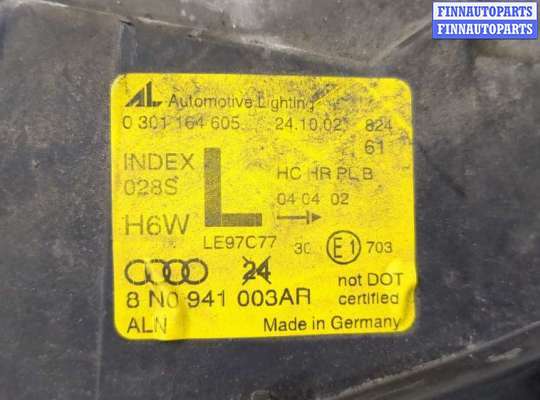 FINNAUTOPARTS
FINNAUTOPARTS
AL Automotive Lighting
0 301 164 605 24.10.02 824
61
INDEX
028S
L
HC HR PL B
04 04 02
H6W
LE97C77
30 E1 703
24
not DOT
certified
8 N0 941 003AR
ALN Made in Germany